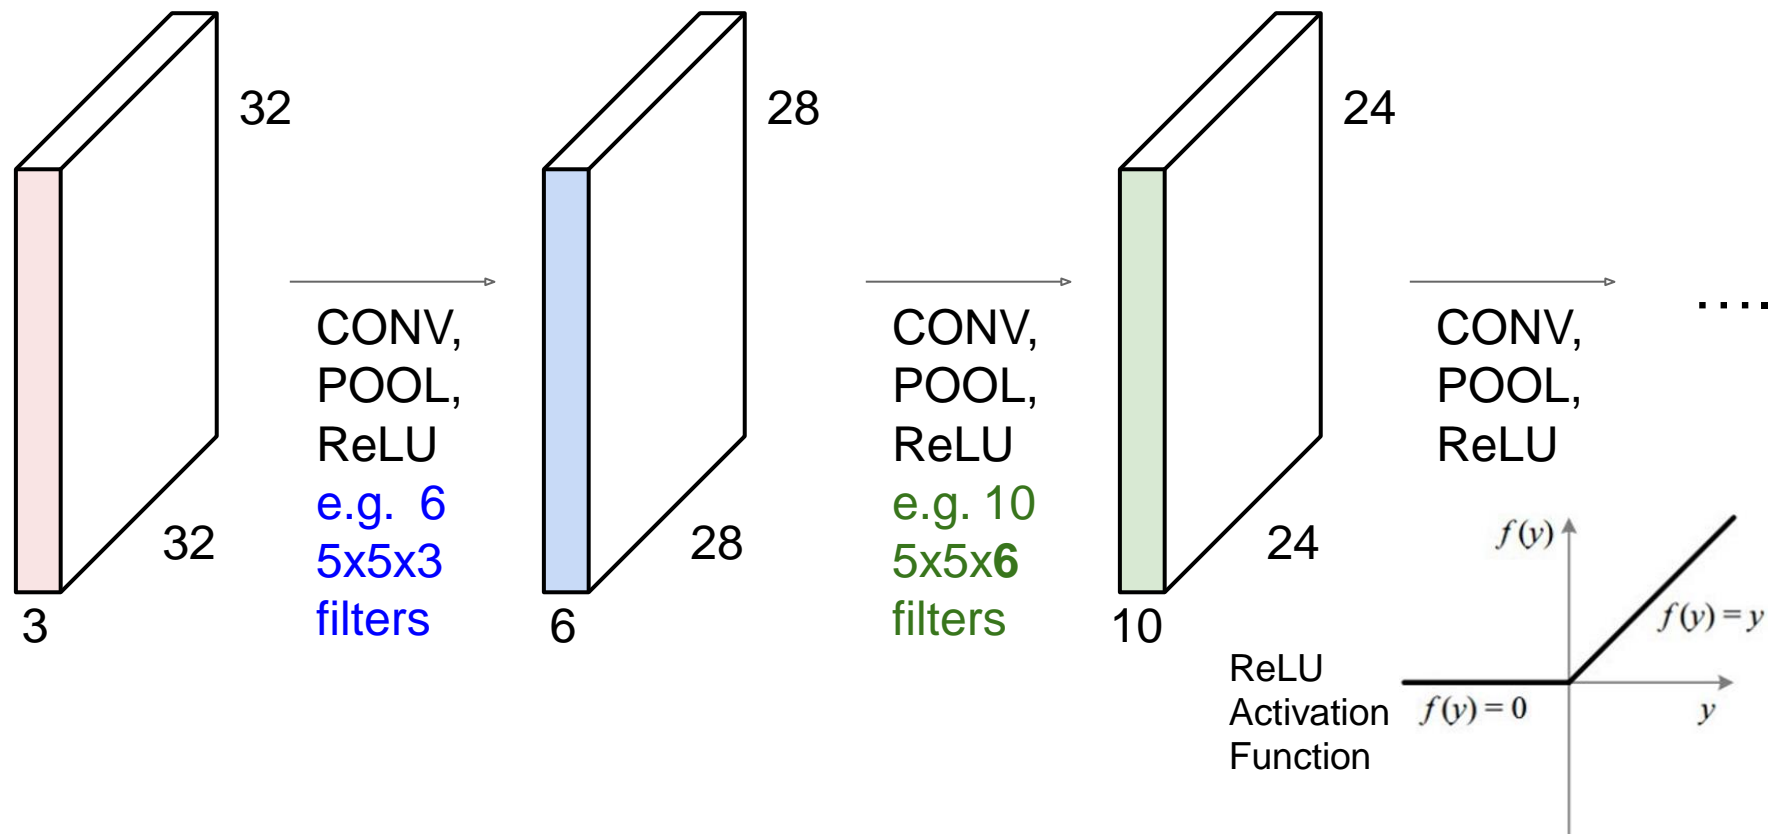 32
32
3
CONV,
POOL,
ReLU
e.g. 6
5x5x3
filters
28
28
6
CONV,
POOL,
ReLU
e.g. 10
5x5x6
filters
24
24
10
CONV,
POOL,
ReLU
....
ReLU
Activation
Function
f(y)
f(y) = y
f(y) = 0
y